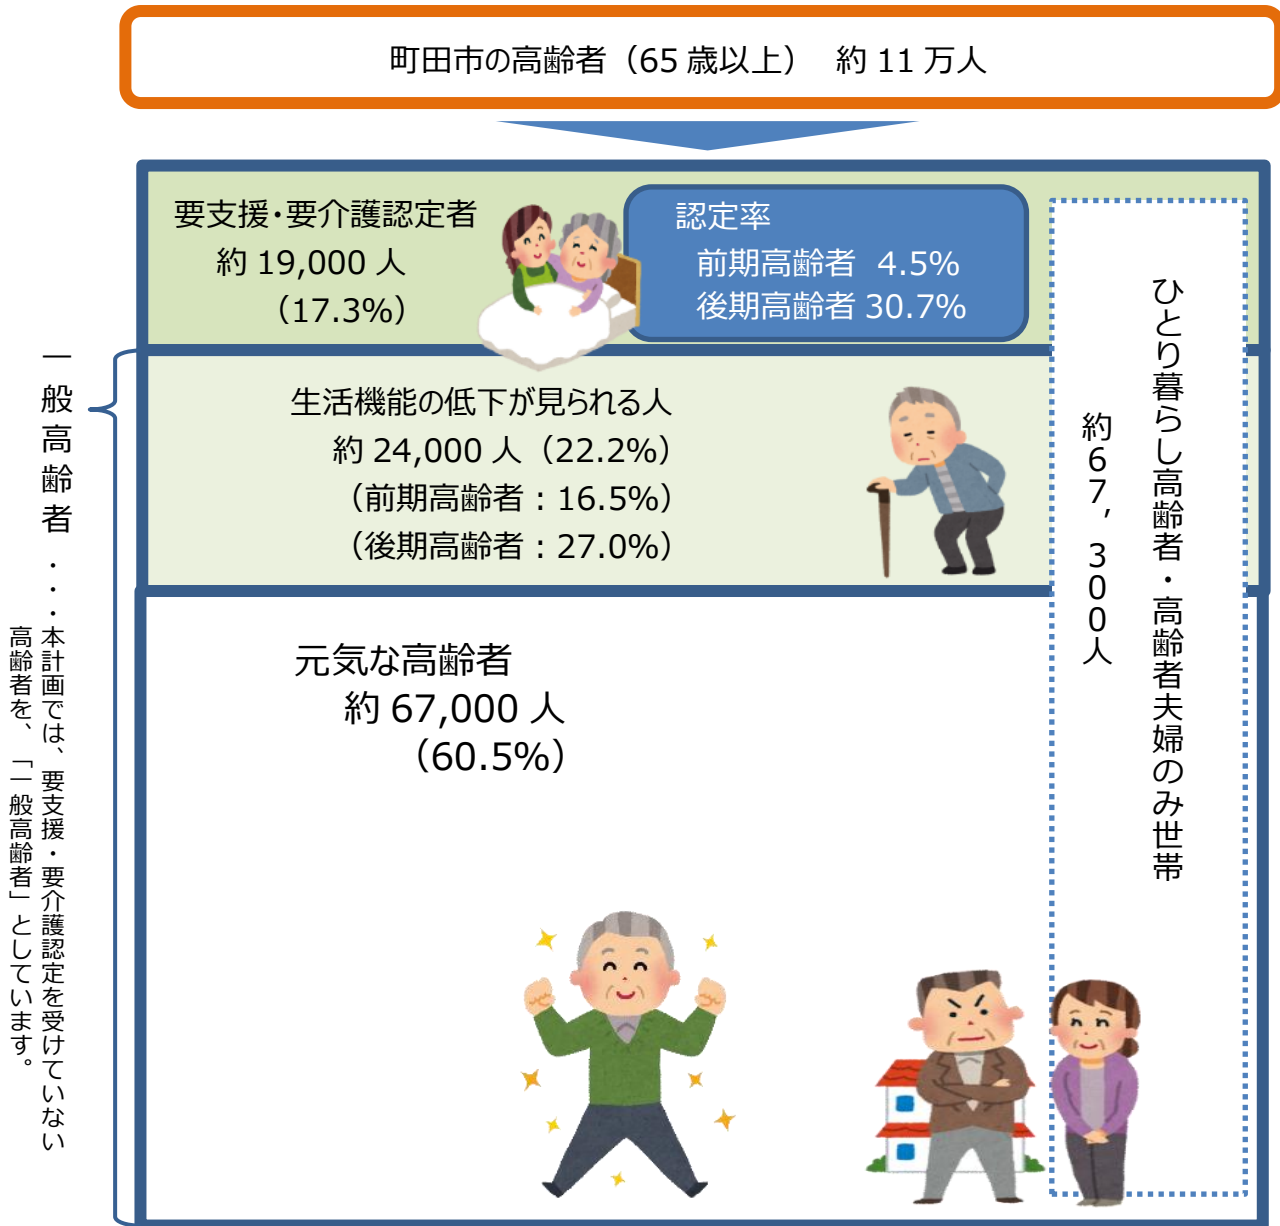 町田市の高齢者（65歳以上）　約11万人
要支援・要介護認定者
約19,000人
（17.3%）
認定率
前期高齢者 4.5%
後期高齢者 30.7%
生活機能の低下が見られる人
約24,000人（22.2%）
（前期高齢者：16.5%）
（後期高齢者：27.0%）
元気な高齢者
約67,000人
（60.5%）
ひとり暮らし高齢者・高齢者夫婦のみ世帯
約67,300人
一般高齢者・・・本計画では、要支援・要介護認定を受けていない
高齢者を、「一般高齢者」としています。